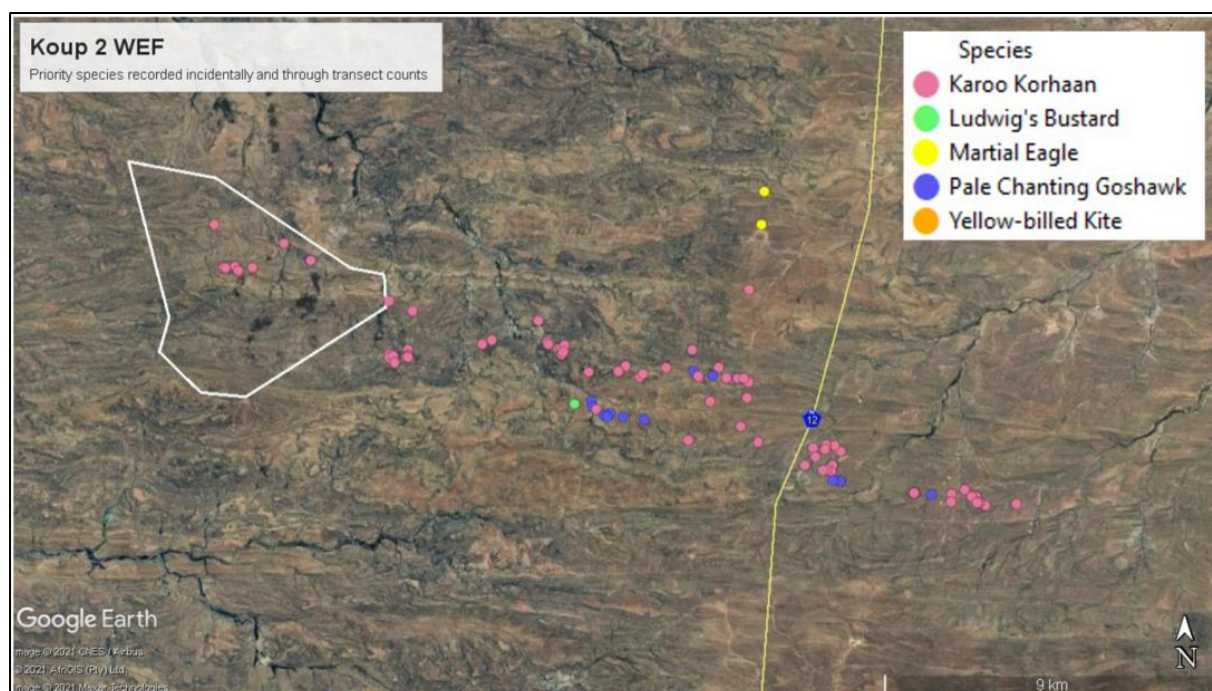 Koup 2 WEF
Priority species recorded incidentally and through transect counts
Species
Karoo Korhaan
Ludwig's Bustard
Martial Eagle
Pale Chanting Goshawk
Yellow-billed Kite
12
Google Earth
Image © 2021 CNES / Airbus
© 2021 AfriGIS (Pty) Ltd.
Image © 2021 Maxar Technologies
N
9 km